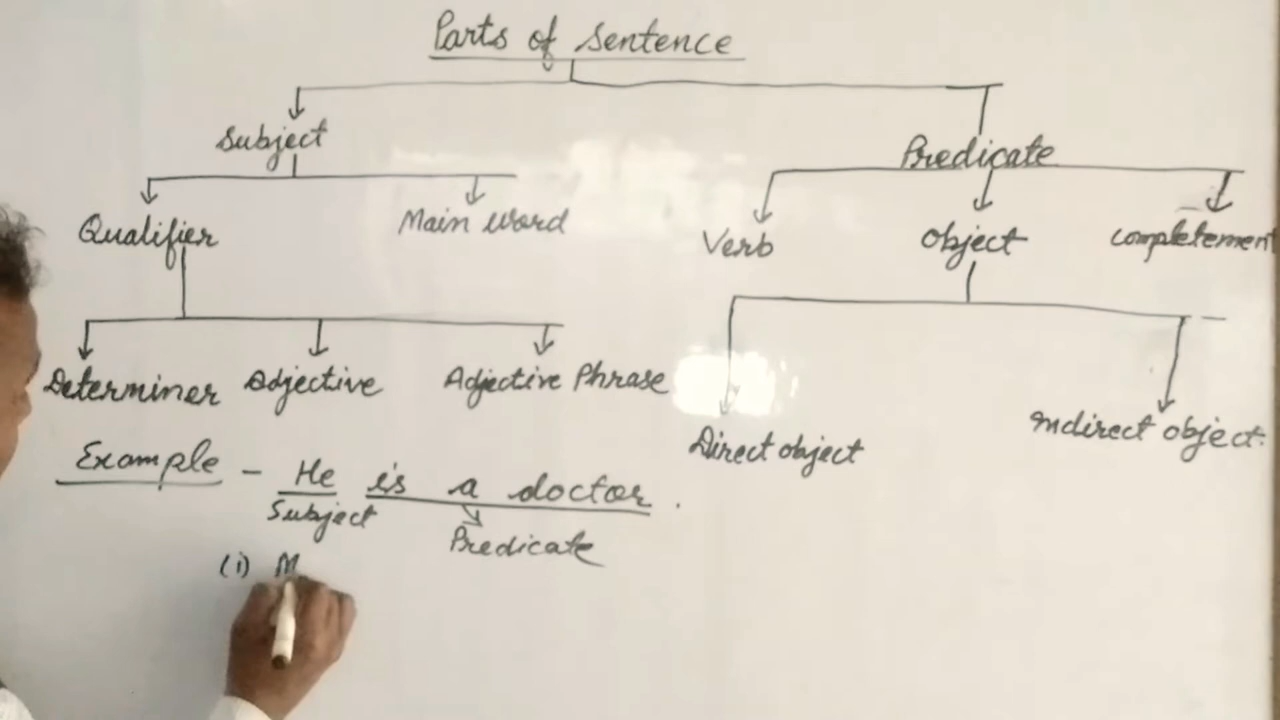 Parts of Sentence
Subject
Predicate
Qualifier
Main word
Verb
Object
completement
Determiner
Adjective
Adjective Phrase
Direct object
Indirect object
Example - He is a doctor.
Subject
Predicate
(i) M